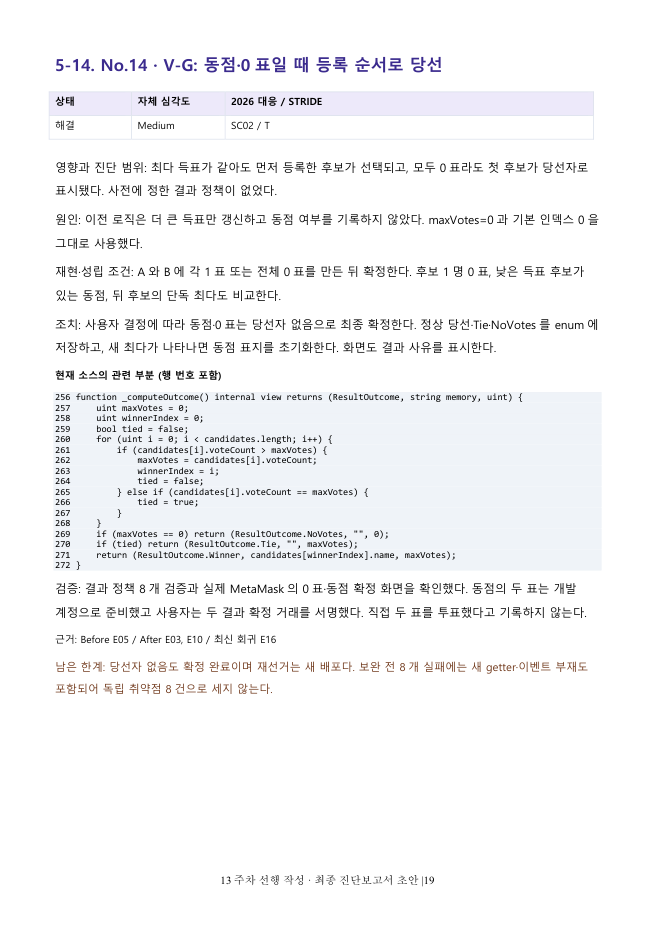 5-14. No.14 · V-G: 동점·0 표일 때 등록 순서로 당선
상태 자체 심각도 2026 대응 / STRIDE
해결 Medium SC02 / T
영향과 진단 범위: 최다 득표가 같아도 먼저 등록한 후보가 선택되고, 모두 0 표라도 첫 후보가 당선자로
표시됐다. 사전에 정한 결과 정책이 없었다.
원인: 이전 로직은 더 큰 득표만 갱신하고 동점 여부를 기록하지 않았다. maxVotes=0 과 기본 인덱스 0 을
그대로 사용했다.
재현·성립 조건: A 와 B 에 각 1 표 또는 전체 0 표를 만든 뒤 확정한다. 후보 1 명 0 표, 낮은 득표 후보가
있는 동점, 뒤 후보의 단독 최다도 비교한다.
조치: 사용자 결정에 따라 동점·0 표는 당선자 없음으로 최종 확정한다. 정상 당선·Tie·NoVotes 를 enum 에
저장하고, 새 최다가 나타나면 동점 표지를 초기화한다. 화면도 결과 사유를 표시한다.
현재 소스의 관련 부분 (행 번호 포함)
256 function _computeOutcome() internal view returns (ResultOutcome, string memory, uint) {
257     uint maxVotes = 0;
258     uint winnerIndex = 0;
259     bool tied = false;
260     for (uint i = 0; i < candidates.length; i++) {
261         if (candidates[i].voteCount > maxVotes) {
262             maxVotes = candidates[i].voteCount;
263             winnerIndex = i;
264             tied = false;
265         } else if (candidates[i].voteCount == maxVotes) {
266             tied = true;
267         }
268     }
269     if (maxVotes == 0) return (ResultOutcome.NoVotes, "", 0);
270     if (tied) return (ResultOutcome.Tie, "", maxVotes);
271     return (ResultOutcome.Winner, candidates[winnerIndex].name, maxVotes);
272 }
검증: 결과 정책 8 개 검증과 실제 MetaMask 의 0 표·동점 확정 화면을 확인했다. 동점의 두 표는 개발
계정으로 준비했고 사용자는 두 결과 확정 거래를 서명했다. 직접 두 표를 투표했다고 기록하지 않는다.
근거: Before E05 / After E03, E10 / 최신 회귀 E16
남은 한계: 당선자 없음도 확정 완료이며 재선거는 새 배포다. 보완 전 8 개 실패에는 새 getter·이벤트 부재도
포함되어 독립 취약점 8 건으로 세지 않는다.
13 주차 선행 작성 · 최종 진단보고서 초안 |19